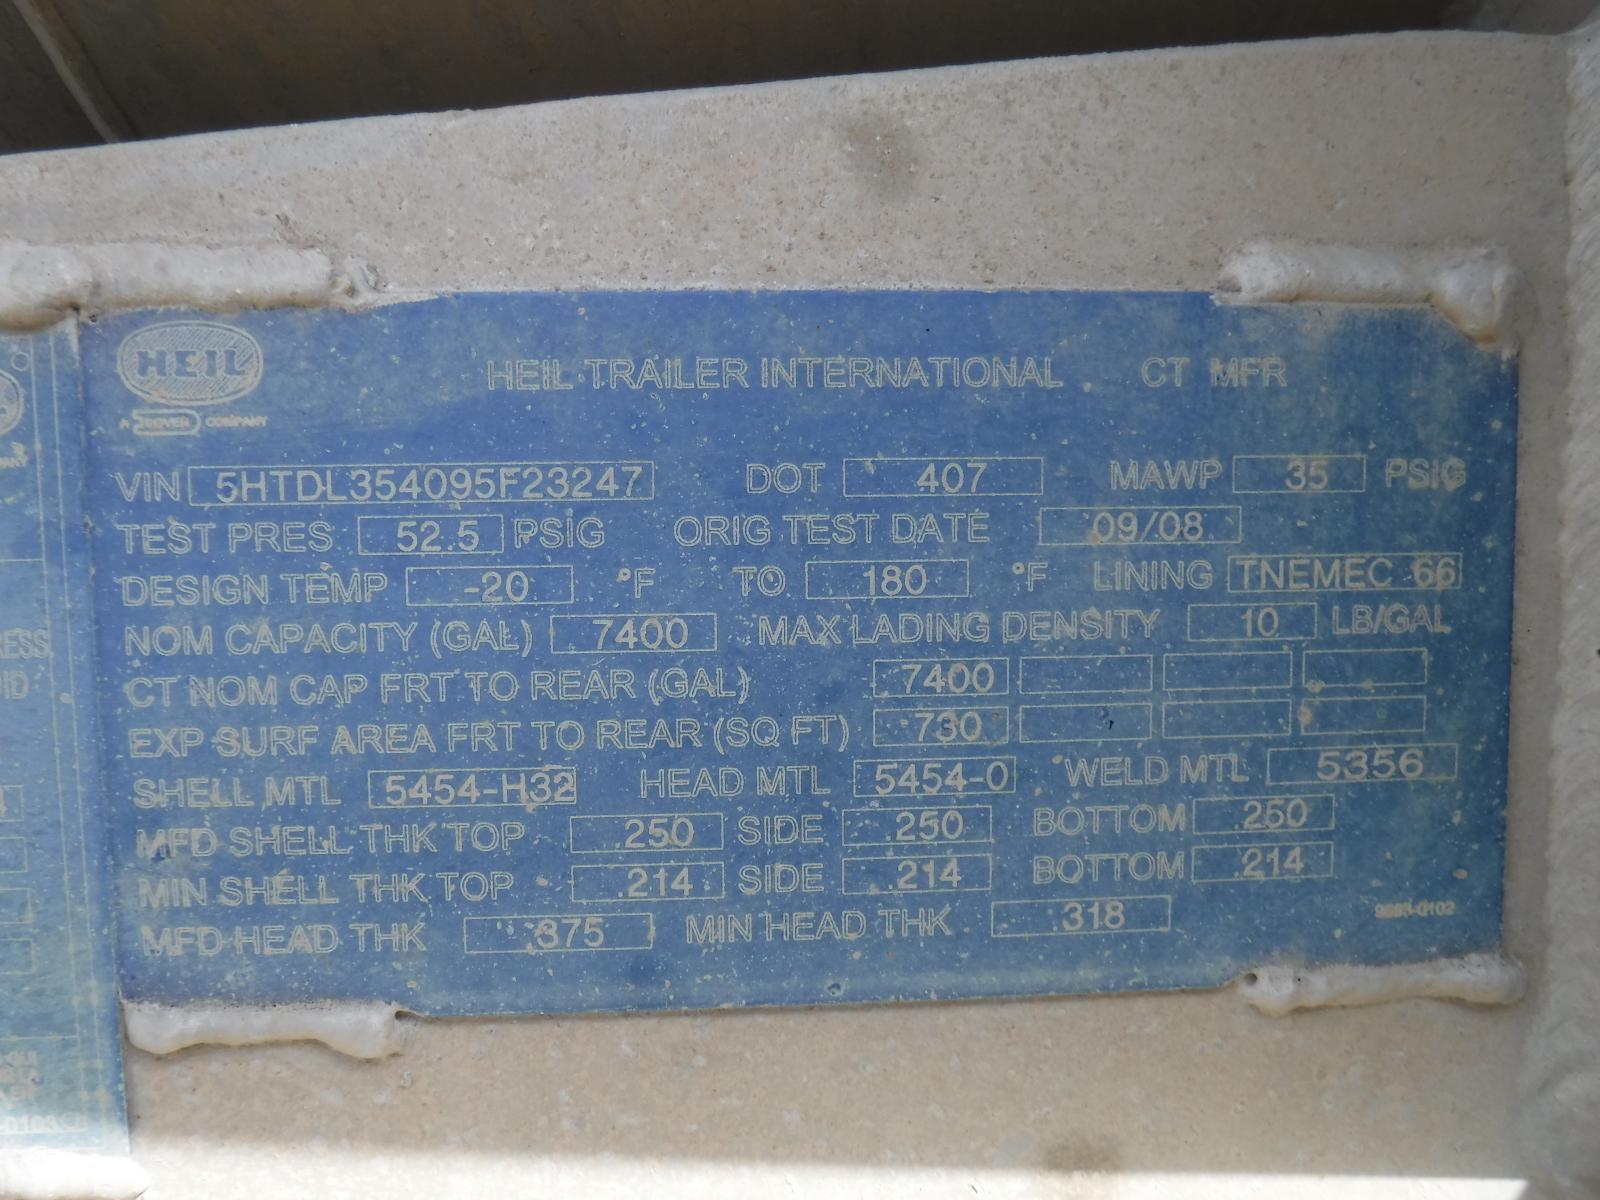 HEIL
A DOVER COMPANY
HEIL TRAILER INTERNATIONAL CT MFR
VIN 5HTDL354095F23247 DOT 407 MAWP 35 PSIG
TEST PRES 52.5 PSIG ORIG TEST DATE 09/08
DESIGN TEMP -20 °F TO 180 °F LINING TNEMEC 66
NOM CAPACITY (GAL) 7400 MAX LADING DENSITY 10 LB/GAL
CT NOM CAP FRT TO REAR (GAL) 7400
EXP SURF AREA FRT TO REAR (SQ FT) 730
SHELL MTL 5454-H32 HEAD MTL 5454-0 WELD MTL 5356
MFD SHELL THK TOP .250 SIDE .250 BOTTOM .250
MIN SHELL THK TOP .214 SIDE .214 BOTTOM .214
MFD HEAD THK .375 MIN HEAD THK .318